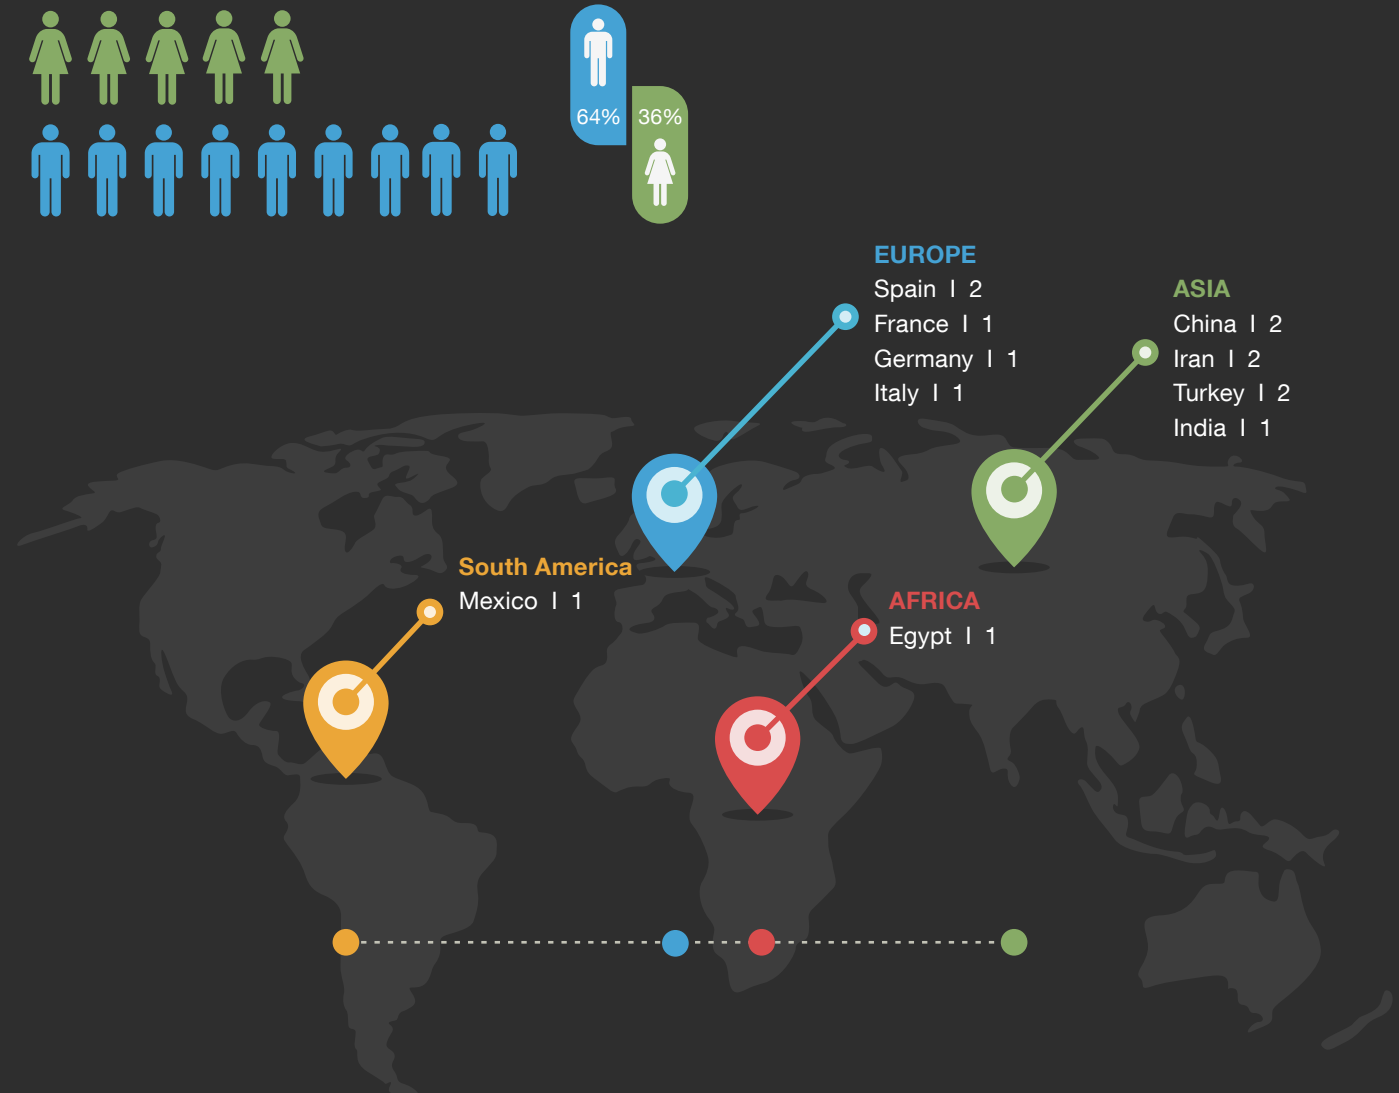 64%
36%
EUROPE
Spain I 2
France I 1
Germany I 1
Italy I 1
ASIA
China I 2
Iran I 2
Turkey I 2
India I 1
South America
Mexico I 1
AFRICA
Egypt I 1